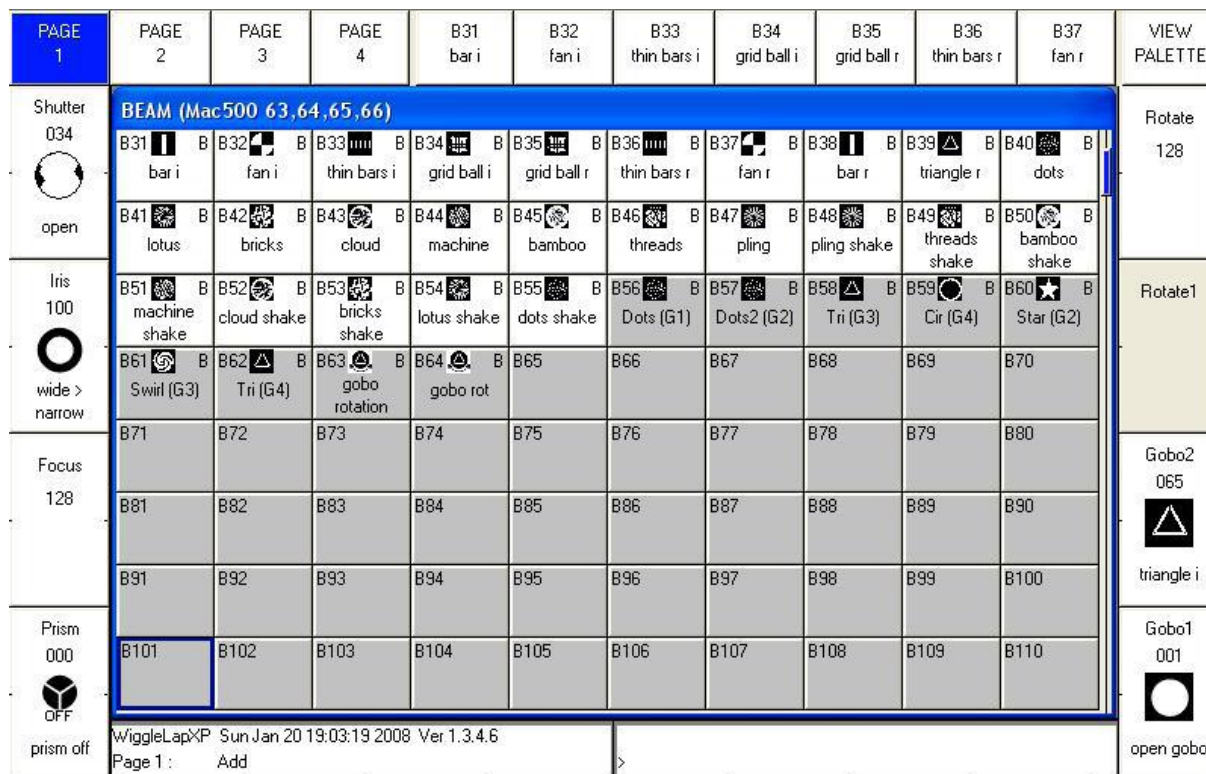 PAGE 1
PAGE 2
PAGE 3
PAGE 4
B31 bar i
B32 fan i
B33 thin bars i
B34 grid ball i
B35 grid ball r
B36 thin bars r
B37 fan r
VIEW PALETTE
Shutter
034
open
Iris
100
wide >
narrow
Focus
128
Prism
000
OFF
prism off
BEAM (Mac500 63,64,65,66)
B31 B bar i
B32 B fan i
B33 B thin bars i
B34 B grid ball i
B35 B grid ball r
B36 B thin bars r
B37 B fan r
B38 B bar r
B39 B triangle r
B40 B dots
B41 B lotus
B42 B bricks
B43 B cloud
B44 B machine
B45 B bamboo
B46 B threads
B47 B pling
B48 B pling shake
B49 B threads shake
B50 B bamboo shake
B51 B machine shake
B52 B cloud shake
B53 B bricks shake
B54 B lotus shake
B55 B dots shake
B56 B Dots (G1)
B57 B Dots2 (G2)
B58 B Tri (G3)
B59 B Cir (G4)
B60 B Star (G2)
B61 B Swirl (G3)
B62 B Tri (G4)
B63 B gobo rotation
B64 B gobo rot
B65 B66 B67 B68 B69 B70
B71 B72 B73 B74 B75 B76 B77 B78 B79 B80
B81 B82 B83 B84 B85 B86 B87 B88 B89 B90
B91 B92 B93 B94 B95 B96 B97 B98 B99 B100
B101 B102 B103 B104 B105 B106 B107 B108 B109 B110
Rotate
128
Rotate1
Gobo2
065
triangle i
Gobo1
001
open gobo
WiggleLapXP Sun Jan 20 19:03:19 2008 Ver 1.3.4.6
Page 1 : Add
>